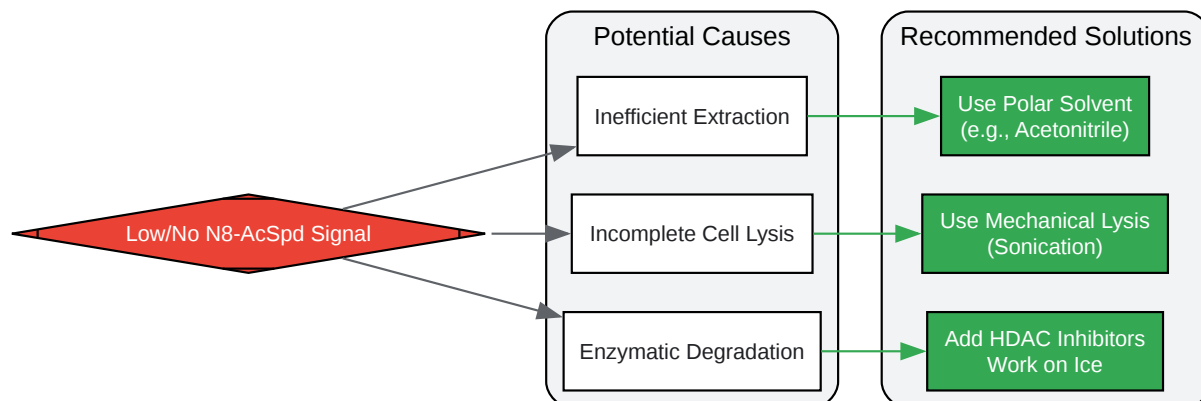 Potential Causes
Recommended Solutions
Inefficient Extraction
Use Polar Solvent
(e.g., Acetonitrile)
Low/No N8-AcSpd Signal
Incomplete Cell Lysis
Use Mechanical Lysis
(Sonication)
Enzymatic Degradation
Add HDAC Inhibitors
Work on Ice